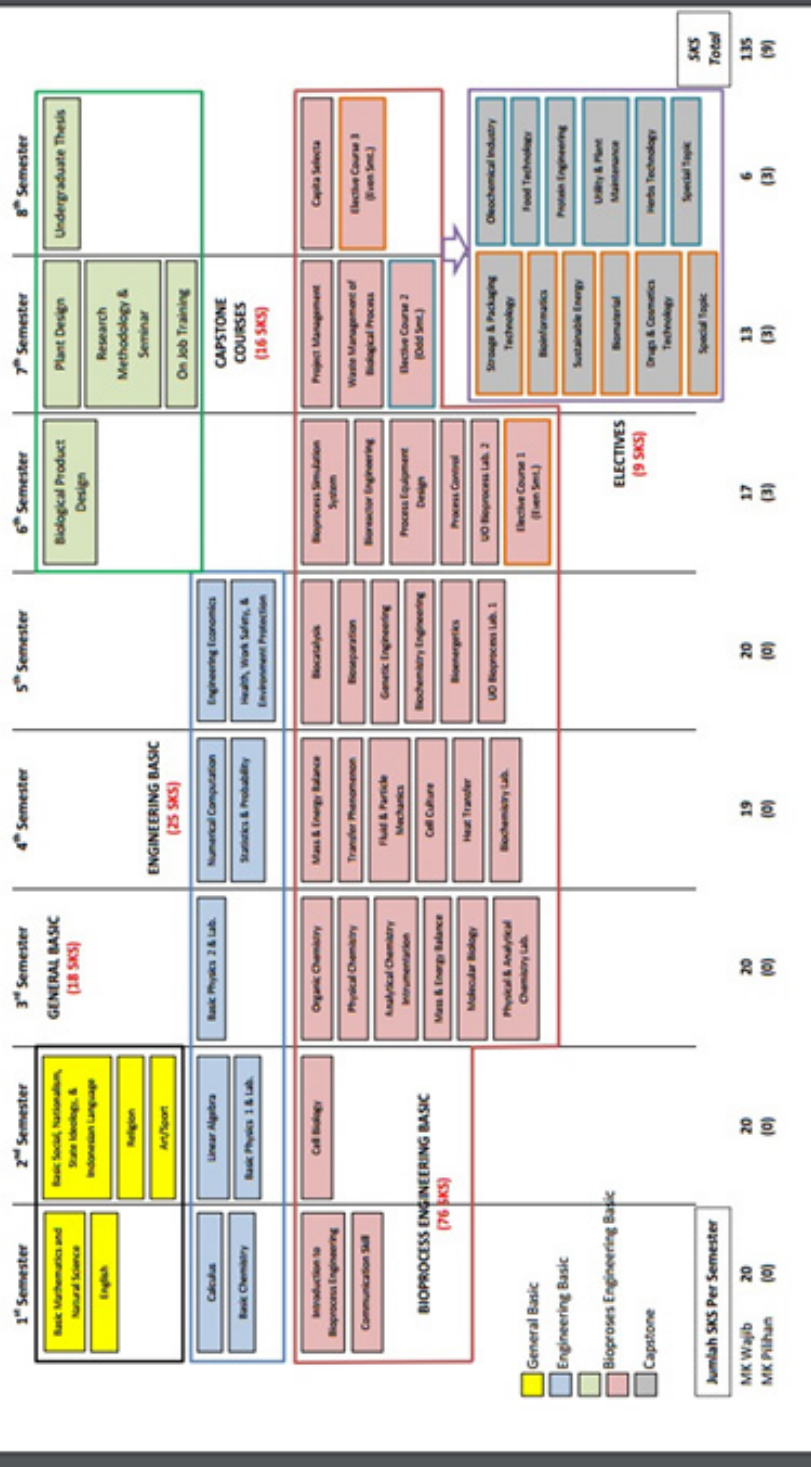 1st Semester
2nd Semester
3rd Semester
4th Semester
5th Semester
6th Semester
7th Semester
8th Semester
Basic Mathematics and
Natural Science
English
Basic Social, Nationalism,
State Ideology, &
Indonesian Language
Religion
Art/Sport
GENERAL BASIC
(18 SKS)
ENGINEERING BASIC
(25 SKS)
Biological Product
Design
Plant Design
Research
Methodology &
Seminar
On Job Training
Undergraduate Thesis
CAPSTONE
COURSES
(16 SKS)
Calculus
Basic Chemistry
Linear Algebra
Basic Physics 1 & Lab.
Basic Physics 2 & Lab.
Numerical Computation
Statistics & Probability
Engineering Economics
Health, Work Safety, &
Environment Protection
Introduction to
Bioprocess Engineering
Communication Skill
Cell Biology
Organic Chemistry
Physical Chemistry
Analytical Chemistry
Intrumentation
Mass & Energy Balance
Molecular Biology
Physical & Analytical
Chemistry Lab.
Mass & Energy Balance
Transfer Phenomenon
Fluid & Particle
Mechanics
Cell Culture
Heat Transfer
Biochemistry Lab.
Biocatalysis
Bioseparation
Genetic Engineering
Biochemistry Engineering
Bioenergetics
UO Bioprocess Lab. 1
Bioprocess Simulation
System
Bioreactor Engineering
Process Equipment
Design
Process Control
UO Bioprocess Lab. 2
Elective Course 1
(Even Smt.)
Project Management
Waste Management of
Biological Process
Elective Course 2
(Odd Smt.)
Capita Selecta
Elective Course 3
(Even Smt.)
BIOPROCESS ENGINEERING BASIC
(76 SKS)
ELECTIVES
(9 SKS)
Stroage & Packaging
Technology
Bioinformatics
Sustainable Energy
Biomaterial
Drugs & Cosmetics
Technology
Special Topic
Oleochemical Industry
Food Technology
Protein Engineering
Utility & Plant
Maintenance
Herbs Technology
Special Topic
General Basic
Engineering Basic
Bioproses Engineering Basic
Capstone
Jumlah SKS Per Semester
SKS
Total
MK Wajib 20 20 20 19 20 17 13 6 135
MK Pilihan (0) (0) (0) (0) (0) (3) (3) (3) (9)